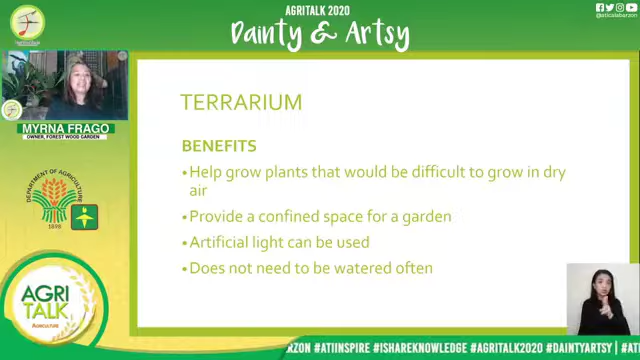 AGRITALK 2020
Dainty & Artsy
@aticalabarzon
MYRNA FRAGO
OWNER, FOREST WOOD GARDEN
DEPARTMENT OF AGRICULTURE
1898
AGRI
TALK
AGRICULTURE
TERRARIUM
BENEFITS
•Help grow plants that would be difficult to grow in dry
air
•Provide a confined space for a garden
•Artificial light can be used
•Does not need to be watered often
BARZON #ATIINSPIRE #ISHAREKNOWLEDGE #AGRITALK2020 #DAINTYARTSY | #ATI